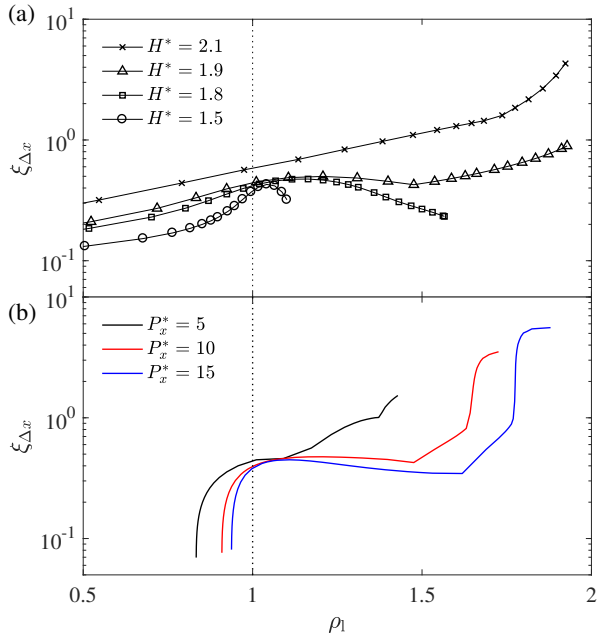 (a)
10^1
H* = 2.1
H* = 1.9
H* = 1.8
H* = 1.5
10^0
ξ_Δx
10^-1
10^1
(b)
P_x^* = 5
P_x^* = 10
P_x^* = 15
10^0
ξ_Δx
10^-1
0.5 1 1.5 2
ρ_l